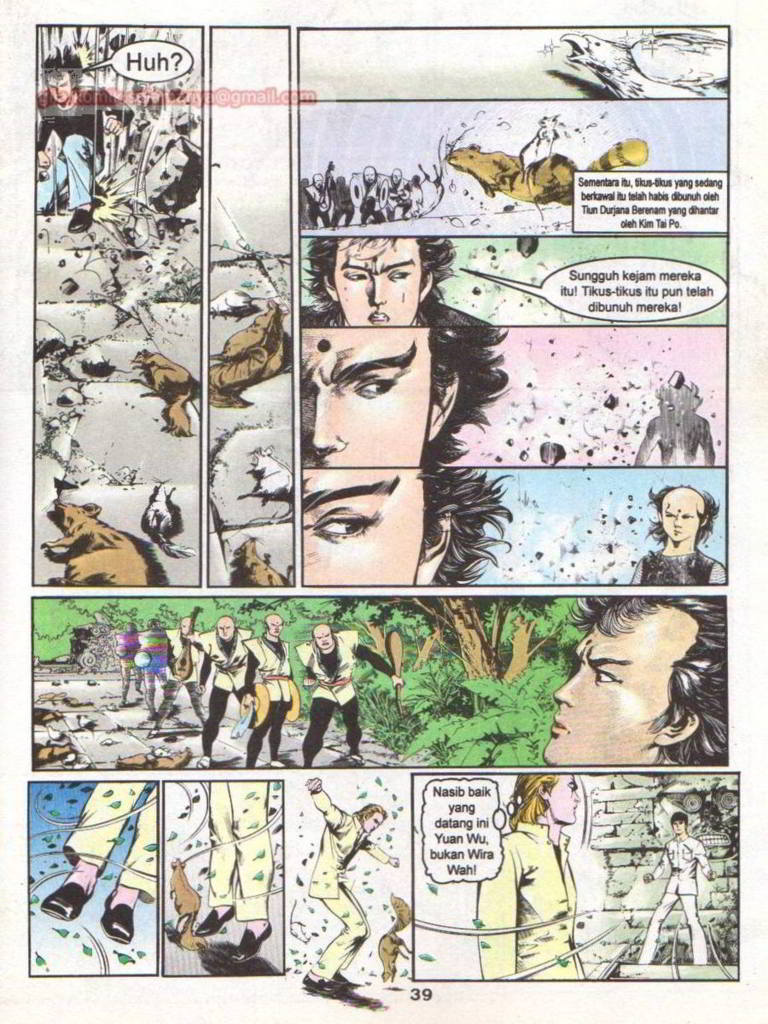 Huh?
Sementara itu, tikus-tikus yang sedang
berkawal itu telah habis dibunuh oleh
Tiun Durjana Berenam yang dihantar
oleh Kim Tai Po.
Sungguh kejam mereka
itu! Tikus-tikus itu pun telah
dibunuh mereka!
Nasib baik
yang
datang ini
Yuan Wu,
bukan Wira
Wah!
39